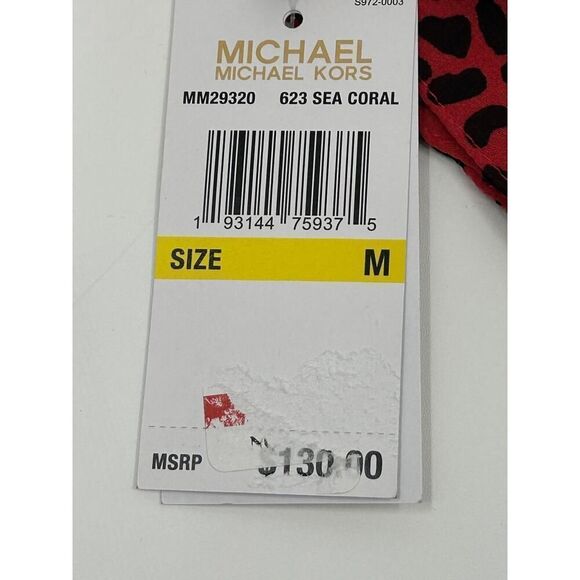 S972-0003
MICHAEL
MICHAEL KORS
MM29320 623 SEA CORAL
1 93144 75937 5
SIZE M
MSRP $130.00